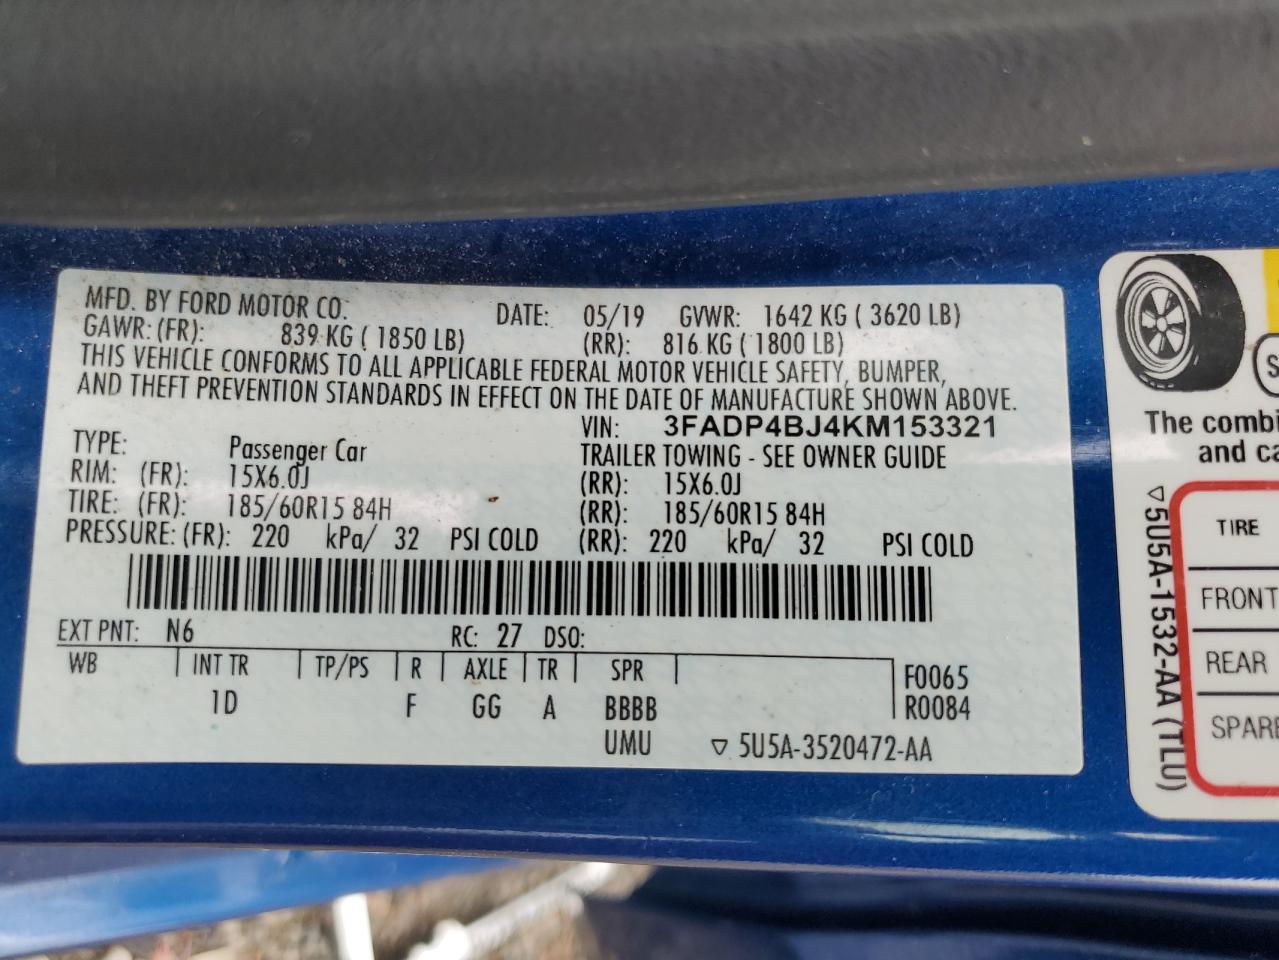 MFD. BY FORD MOTOR CO. DATE: 05/19 GVWR: 1642 KG ( 3620 LB)
GAWR: (FR): 839 KG ( 1850 LB) (RR): 816 KG ( 1800 LB)
THIS VEHICLE CONFORMS TO ALL APPLICABLE FEDERAL MOTOR VEHICLE SAFETY, BUMPER,
AND THEFT PREVENTION STANDARDS IN EFFECT ON THE DATE OF MANUFACTURE SHOWN ABOVE.
VIN: 3FADP4BJ4KM153321
TYPE: Passenger Car TRAILER TOWING - SEE OWNER GUIDE
RIM: (FR): 15X6.0J (RR): 15X6.0J
TIRE: (FR): 185/60R15 84H (RR): 185/60R15 84H
PRESSURE: (FR): 220 kPa/ 32 PSI COLD (RR): 220 kPa/ 32 PSI COLD
EXT PNT: N6 RC: 27 DSO:
WB INT TR TP/PS R AXLE TR SPR F0065
1D F GG A BBBB R0084
UMU ▽ 5U5A-3520472-AA
S
The combi
and ca
▽5U5A-1532-AA (TLU)
TIRE
FRONT
REAR
SPARE